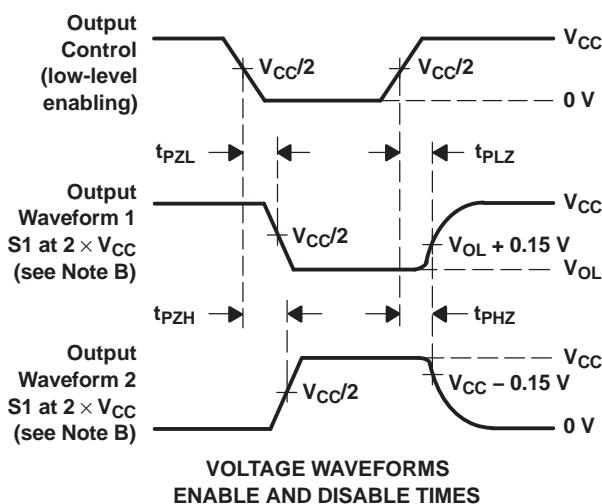 Output
Control
(low-level
enabling)
VCC/2
VCC/2
VCC
0 V
tPZL
tPLZ
Output
Waveform 1
S1 at 2 × VCC
(see Note B)
VCC/2
VCC
VOL + 0.15 V
VOL
tPZH
tPHZ
Output
Waveform 2
S1 at 2 × VCC
(see Note B)
VCC/2
VCC
VCC – 0.15 V
0 V
VOLTAGE WAVEFORMS
ENABLE AND DISABLE TIMES